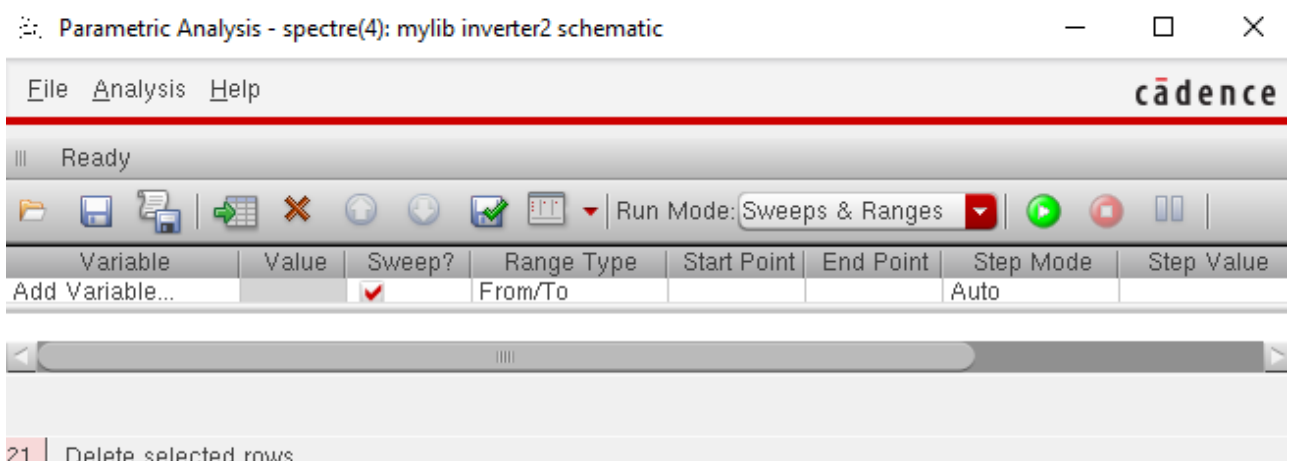 Parametric Analysis - spectre(4): mylib inverter2 schematic
File Analysis Help
cādence
Ready
Run Mode: Sweeps & Ranges
Variable Value Sweep? Range Type Start Point End Point Step Mode Step Value
Add Variable... From/To Auto
21 Delete selected rows